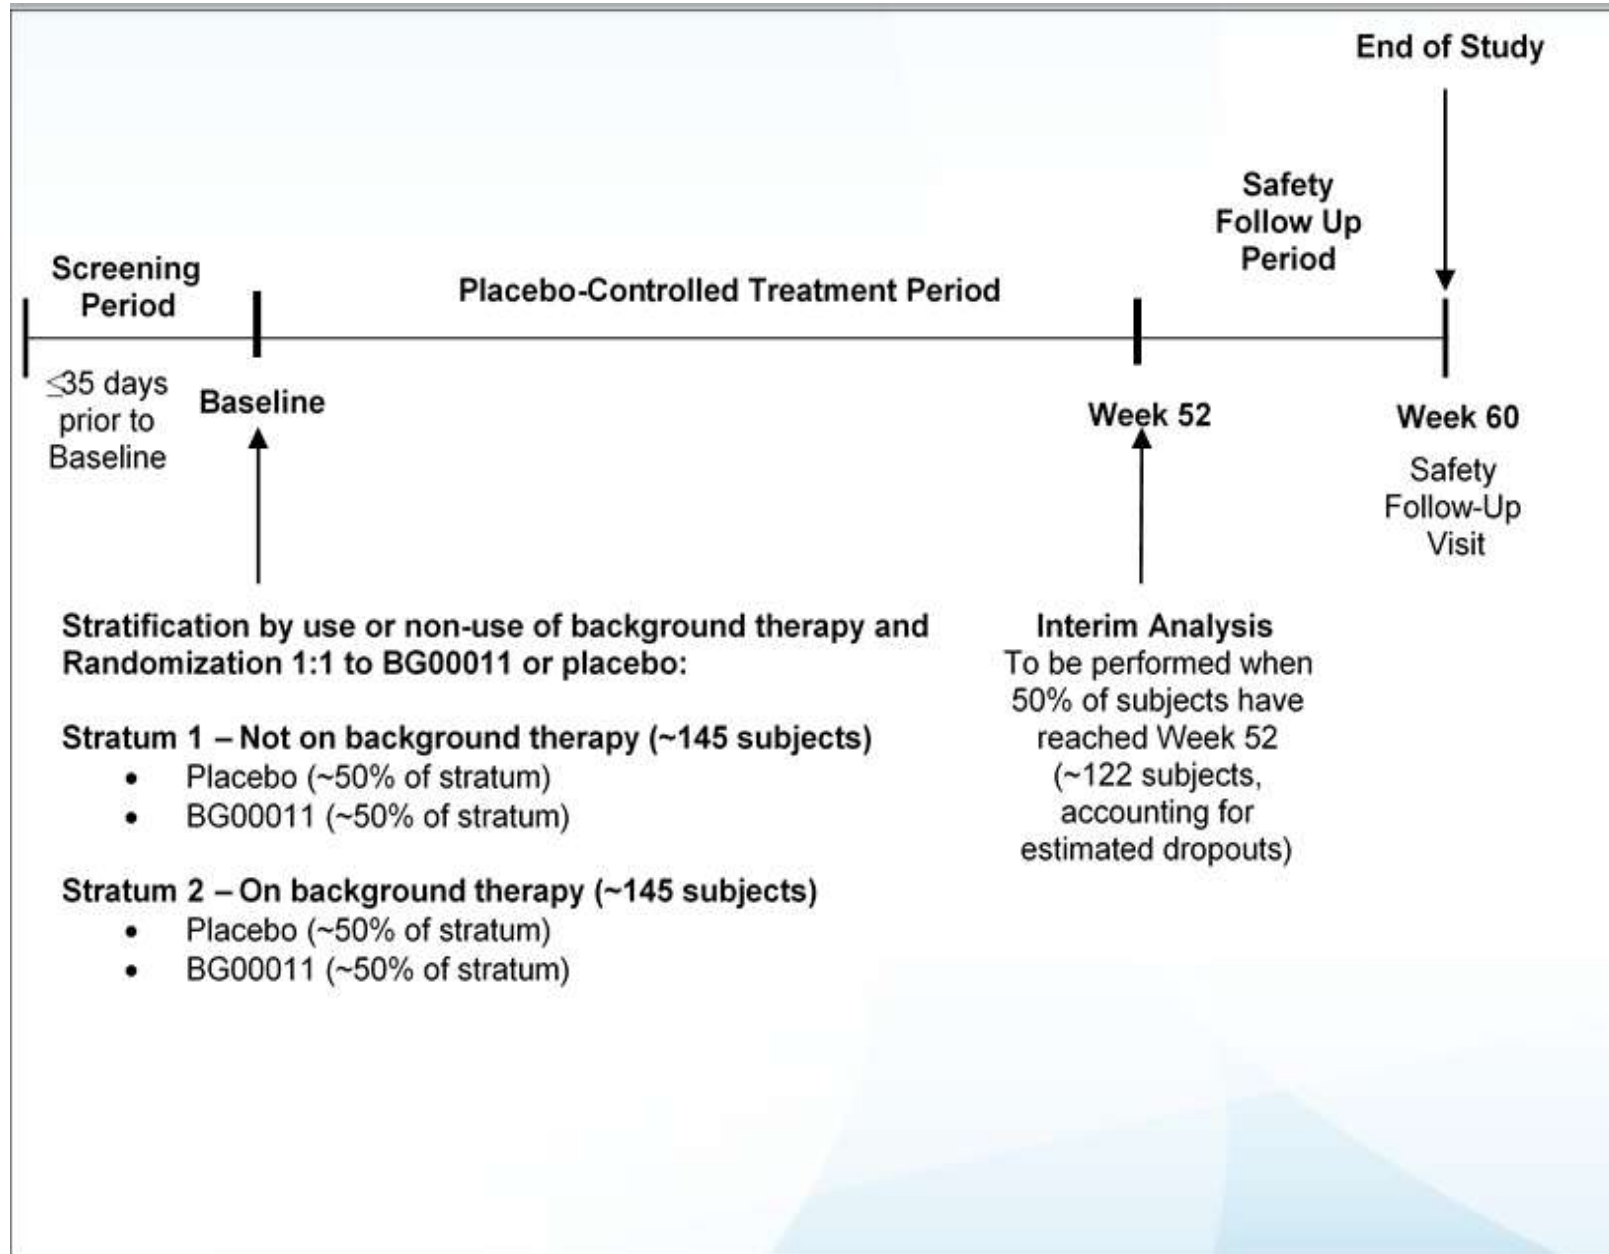 End of Study
Safety
Follow Up
Period
Screening
Period
Placebo-Controlled Treatment Period
≤35 days
prior to
Baseline
Baseline
Week 52
Week 60
Safety
Follow-Up
Visit
Stratification by use or non-use of background therapy and
Randomization 1:1 to BG00011 or placebo:
Stratum 1 – Not on background therapy (~145 subjects)
• Placebo (~50% of stratum)
• BG00011 (~50% of stratum)
Stratum 2 – On background therapy (~145 subjects)
• Placebo (~50% of stratum)
• BG00011 (~50% of stratum)
Interim Analysis
To be performed when
50% of subjects have
reached Week 52
(~122 subjects,
accounting for
estimated dropouts)